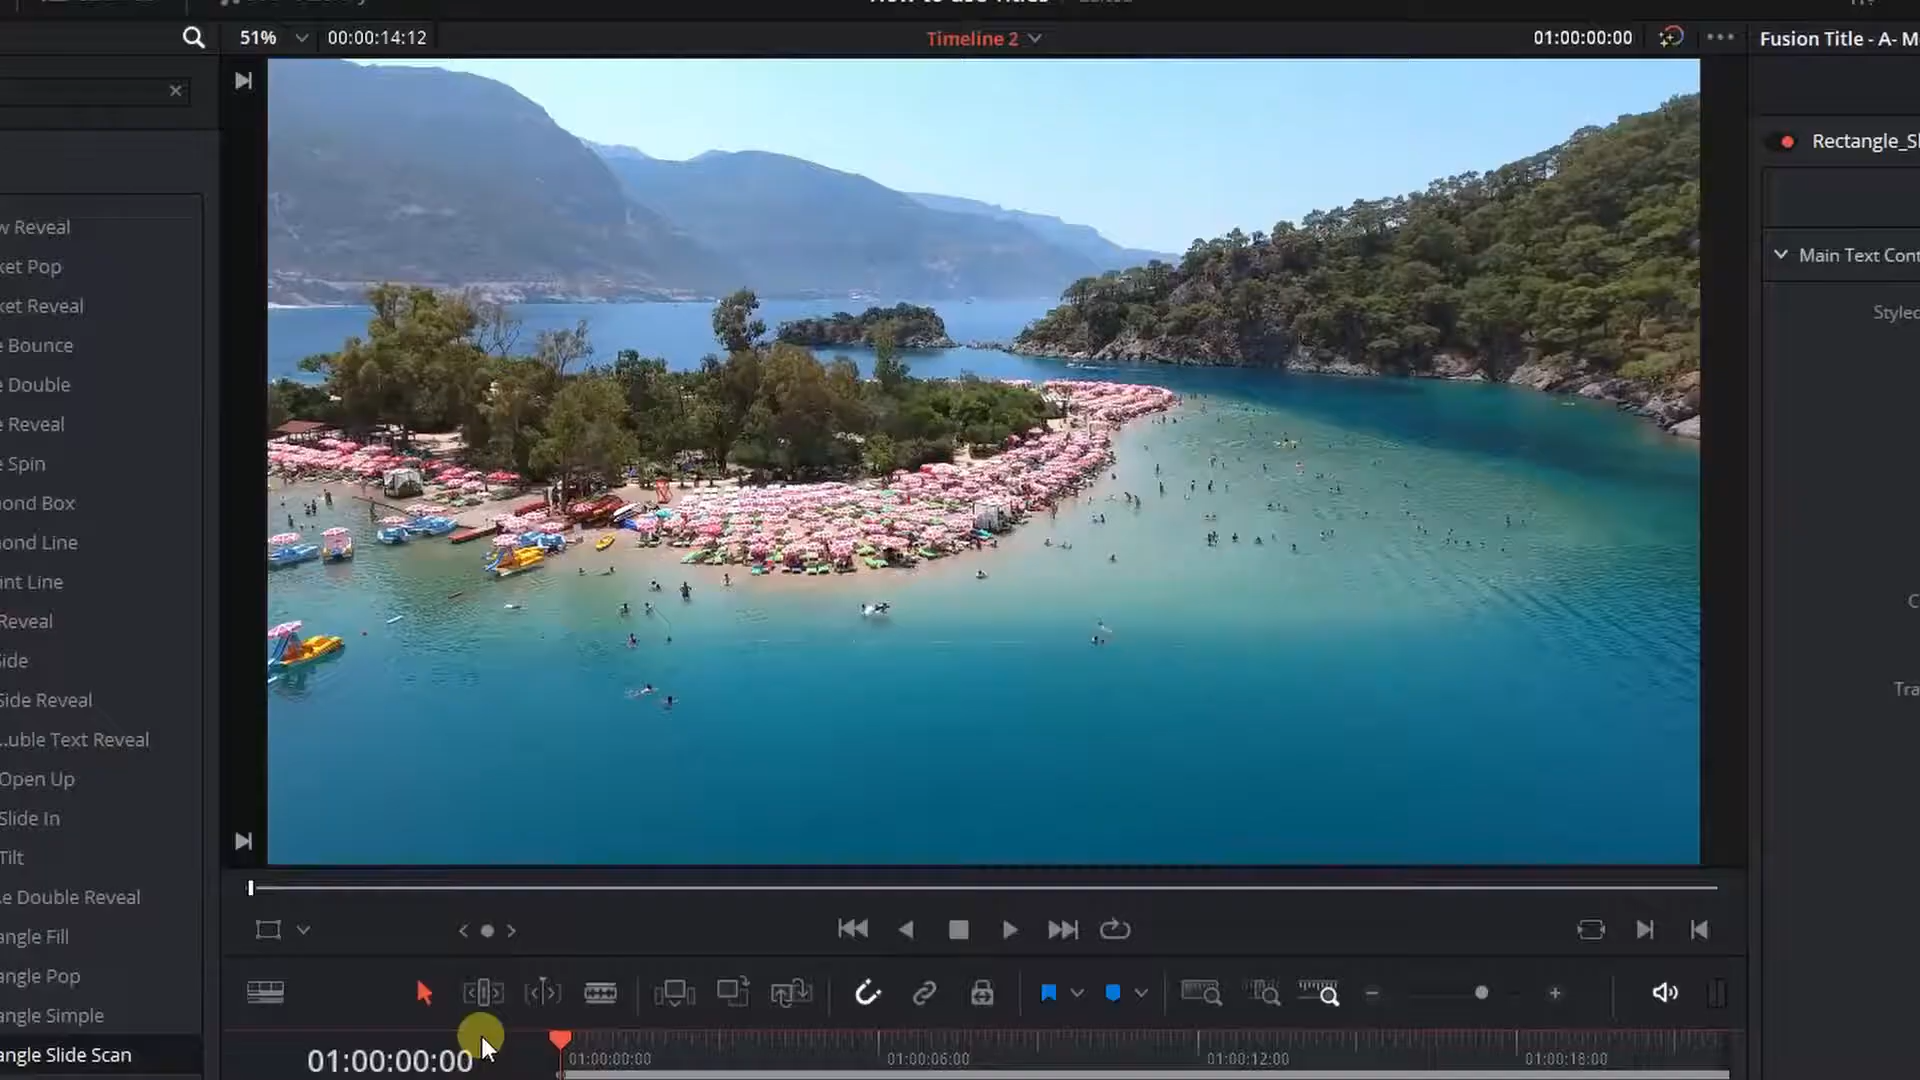 51%
00:00:14:12
Timeline 2
01:00:00:00
Fusion Title - A- M
Rectangle_Sl
Main Text Cont
Styled
C
Tra
w Reveal
ket Pop
ket Reveal
e Bounce
e Double
e Reveal
e Spin
ond Box
ond Line
int Line
Reveal
Side
Side Reveal
...uble Text Reveal
Open Up
Slide In
Tilt
.e Double Reveal
angle Fill
angle Pop
angle Simple
angle Slide Scan
01:00:00:00
01:00:00:00
01:00:06:00
01:00:12:00
01:00:18:00